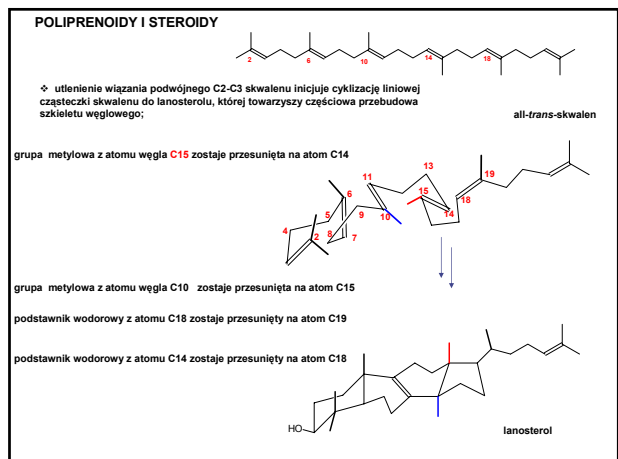 POLIPRENOIDY I STEROIDY
2
6
10
14
18
❖ utlenienie wiązania podwójnego C2-C3 skwalenu inicjuje cyklizację liniowej
cząsteczki skwalenu do lanosterolu, której towarzyszy częściowa przebudowa
szkieletu węglowego;
all-trans-skwalen
grupa metylowa z atomu węgla C15 zostaje przesunięta na atom C14
13
19
11
6
15
18
5
9
10
14
4
2
8
7
grupa metylowa z atomu węgla C10 zostaje przesunięta na atom C15
podstawnik wodorowy z atomu C18 zostaje przesunięty na atom C19
podstawnik wodorowy z atomu C14 zostaje przesunięty na atom C18
HO
lanosterol